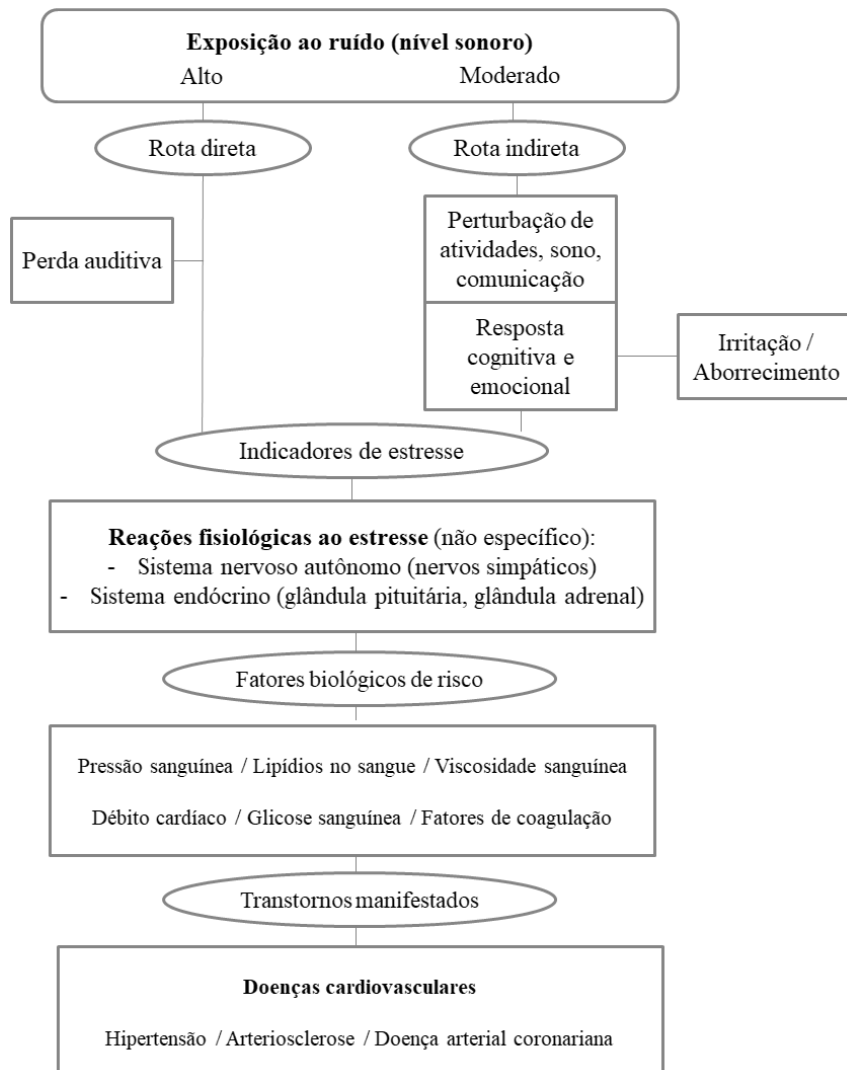 Exposição ao ruído (nível sonoro)
Alto
Moderado
Rota direta
Rota indireta
Perda auditiva
Perturbação de
atividades, sono,
comunicação
Resposta
cognitiva e
emocional
Irritação /
Aborrecimento
Indicadores de estresse
Reações fisiológicas ao estresse (não específico):
- Sistema nervoso autônomo (nervos simpáticos)
- Sistema endócrino (glândula pituitária, glândula adrenal)
Fatores biológicos de risco
Pressão sanguínea / Lipídios no sangue / Viscosidade sanguínea
Débito cardíaco / Glicose sanguínea / Fatores de coagulação
Transtornos manifestados
Doenças cardiovasculares
Hipertensão / Arteriosclerose / Doença arterial coronariana